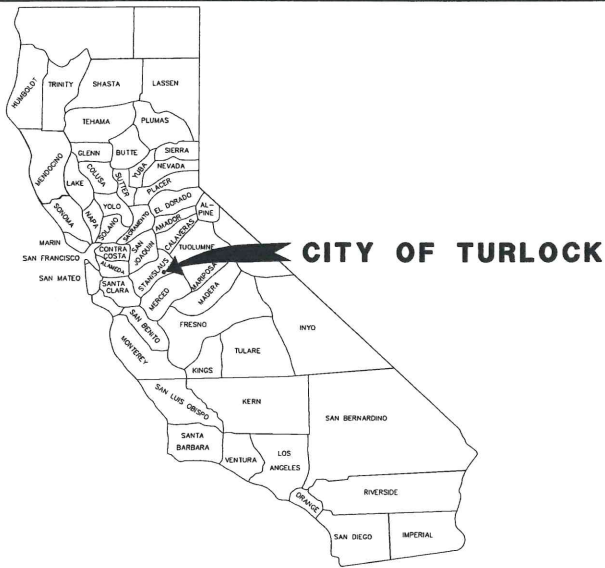 HUMBOLDT
TRINITY
SHASTA
LASSEN
TEHAMA
PLUMAS
MENDOCINO
GLENN
BUTTE
SIERRA
YUBA
NEVADA
LAKE
COLUSA
SUTTER
PLACER
SONOMA
NAPA
YOLO
EL DORADO
SOLANO
SACRAMENTO
AMADOR
AL-
PINE
MARIN
CALAVERAS
SAN FRANCISCO
CONTRA
COSTA
SAN
JOAQUIN
TUOLUMNE
CITY OF TURLOCK
SAN MATEO
ALAMEDA
STANISLAUS
SANTA
CLARA
MERCED
MARIPOSA
MADERA
SAN BENITO
FRESNO
INYO
MONTEREY
TULARE
KINGS
SAN LUIS OBISPO
KERN
SAN BERNARDINO
SANTA
BARBARA
VENTURA
LOS
ANGELES
ORANGE
RIVERSIDE
SAN DIEGO
IMPERIAL